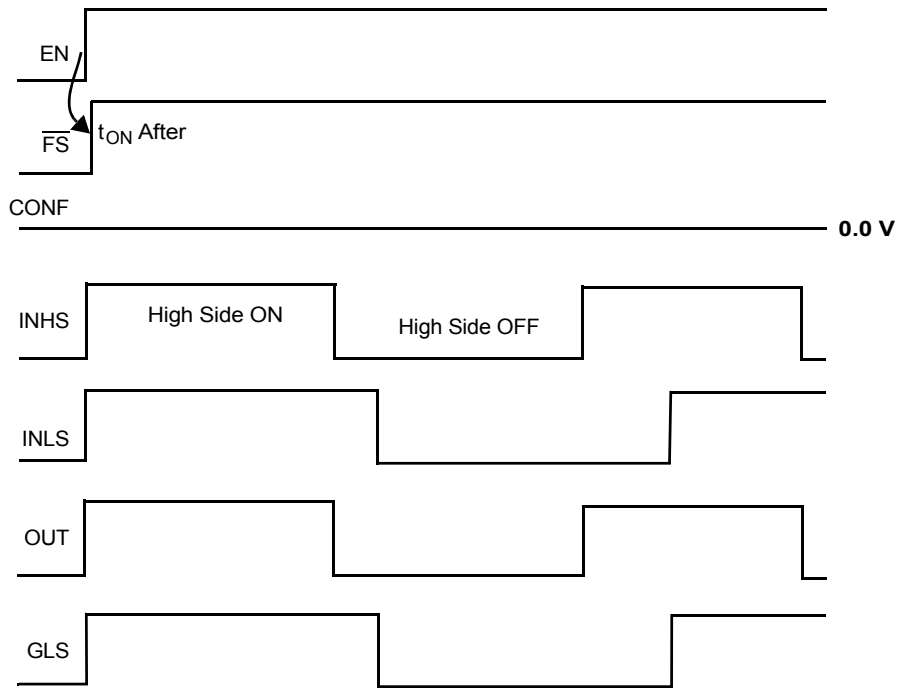 EN
FS
tON After
CONF
0.0 V
INHS
High Side ON
High Side OFF
INLS
OUT
GLS